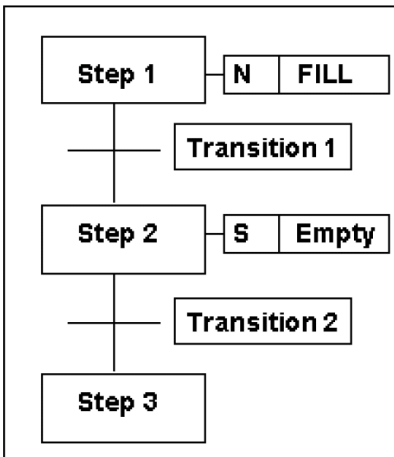 Step 1 N FILL
Transition 1
Step 2 S Empty
Transition 2
Step 3